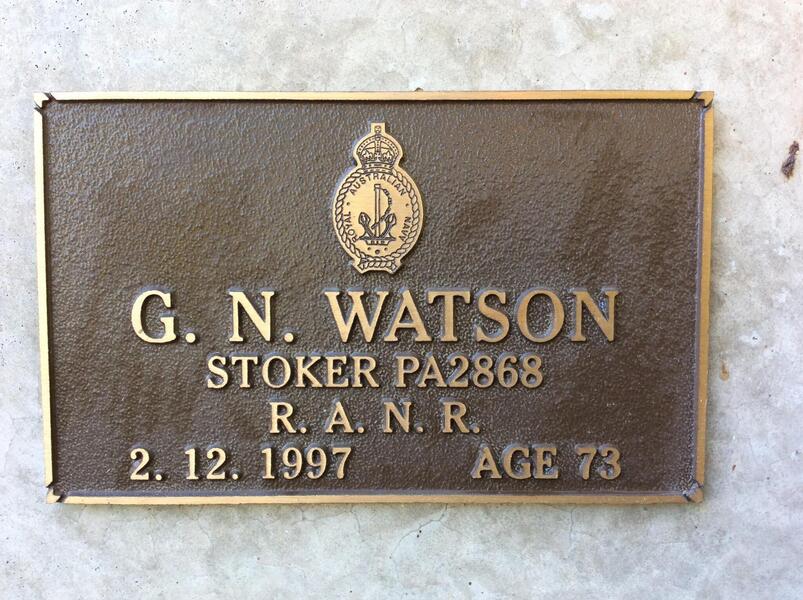 ROYAL AUSTRALIAN NAVY
G. N. WATSON
STOKER PA2868
R. A. N. R.
2. 12. 1997 AGE 73